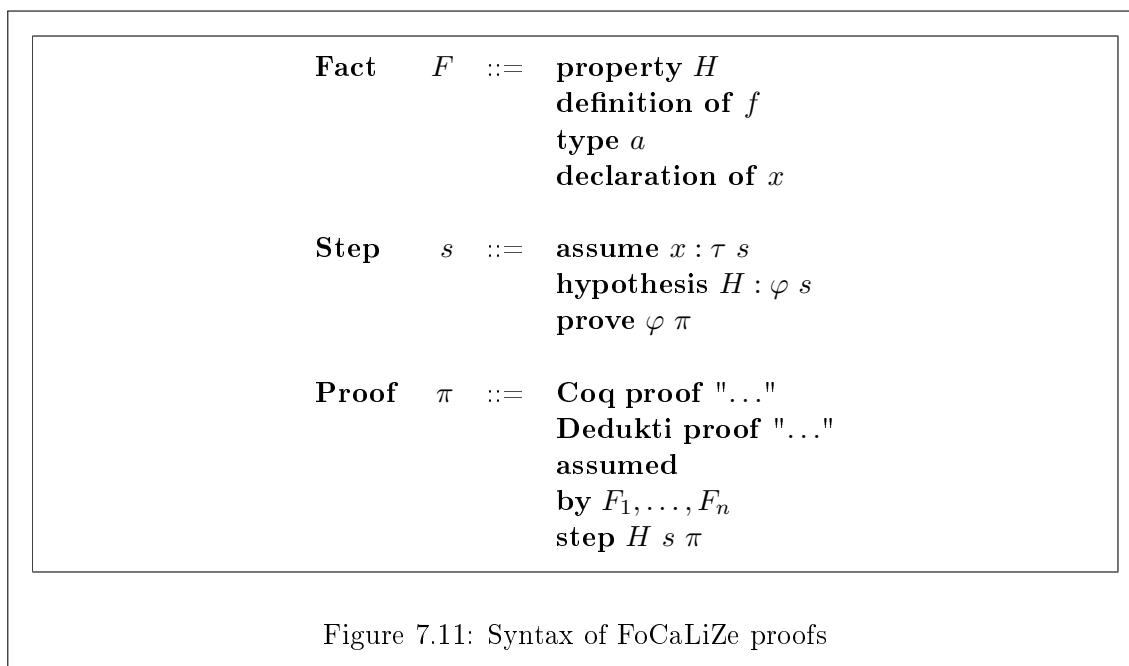 Fact F ::= property H
definition of f
type a
declaration of x
Step s ::= assume x : τ s
hypothesis H : φ s
prove φ π
Proof π ::= Coq proof "..."
Dedukti proof "..."
assumed
by F₁, ..., Fₙ
step H s π
Figure 7.11: Syntax of FoCaLiZe proofs